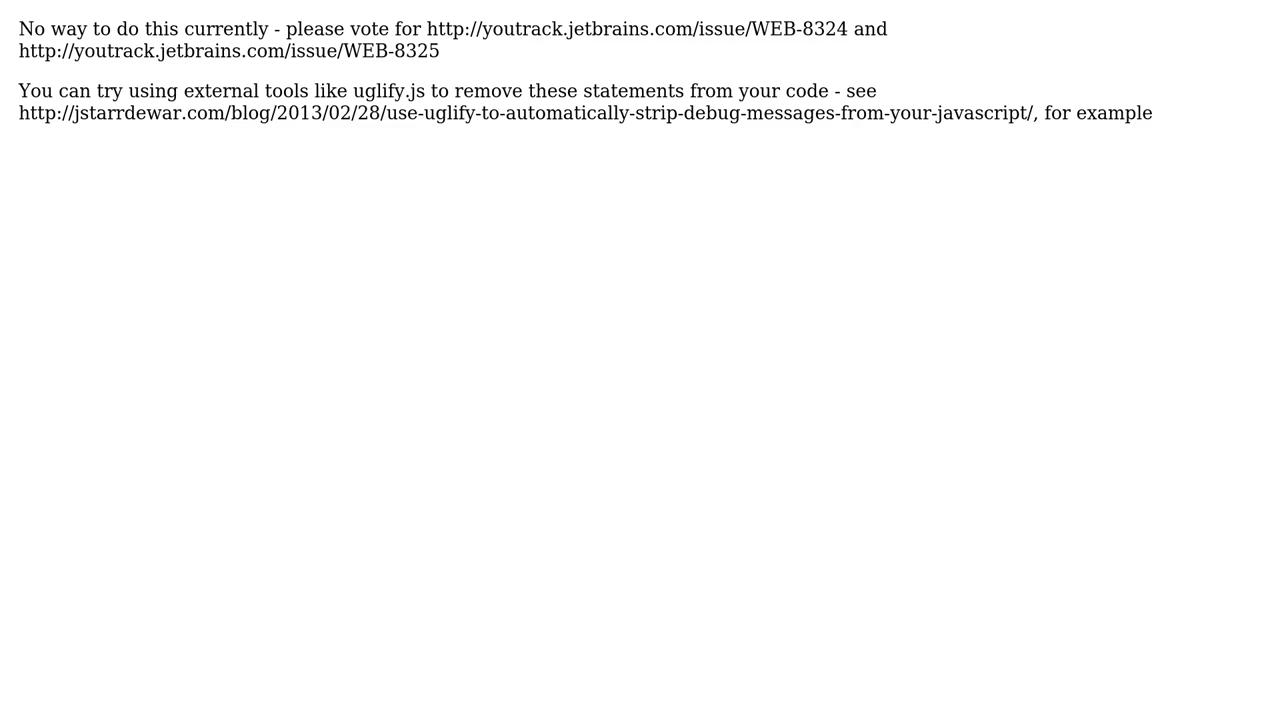 No way to do this currently - please vote for http://youtrack.jetbrains.com/issue/WEB-8324 and
http://youtrack.jetbrains.com/issue/WEB-8325
You can try using external tools like uglify.js to remove these statements from your code - see
http://jstarrdewar.com/blog/2013/02/28/use-uglify-to-automatically-strip-debug-messages-from-your-javascript/, for example